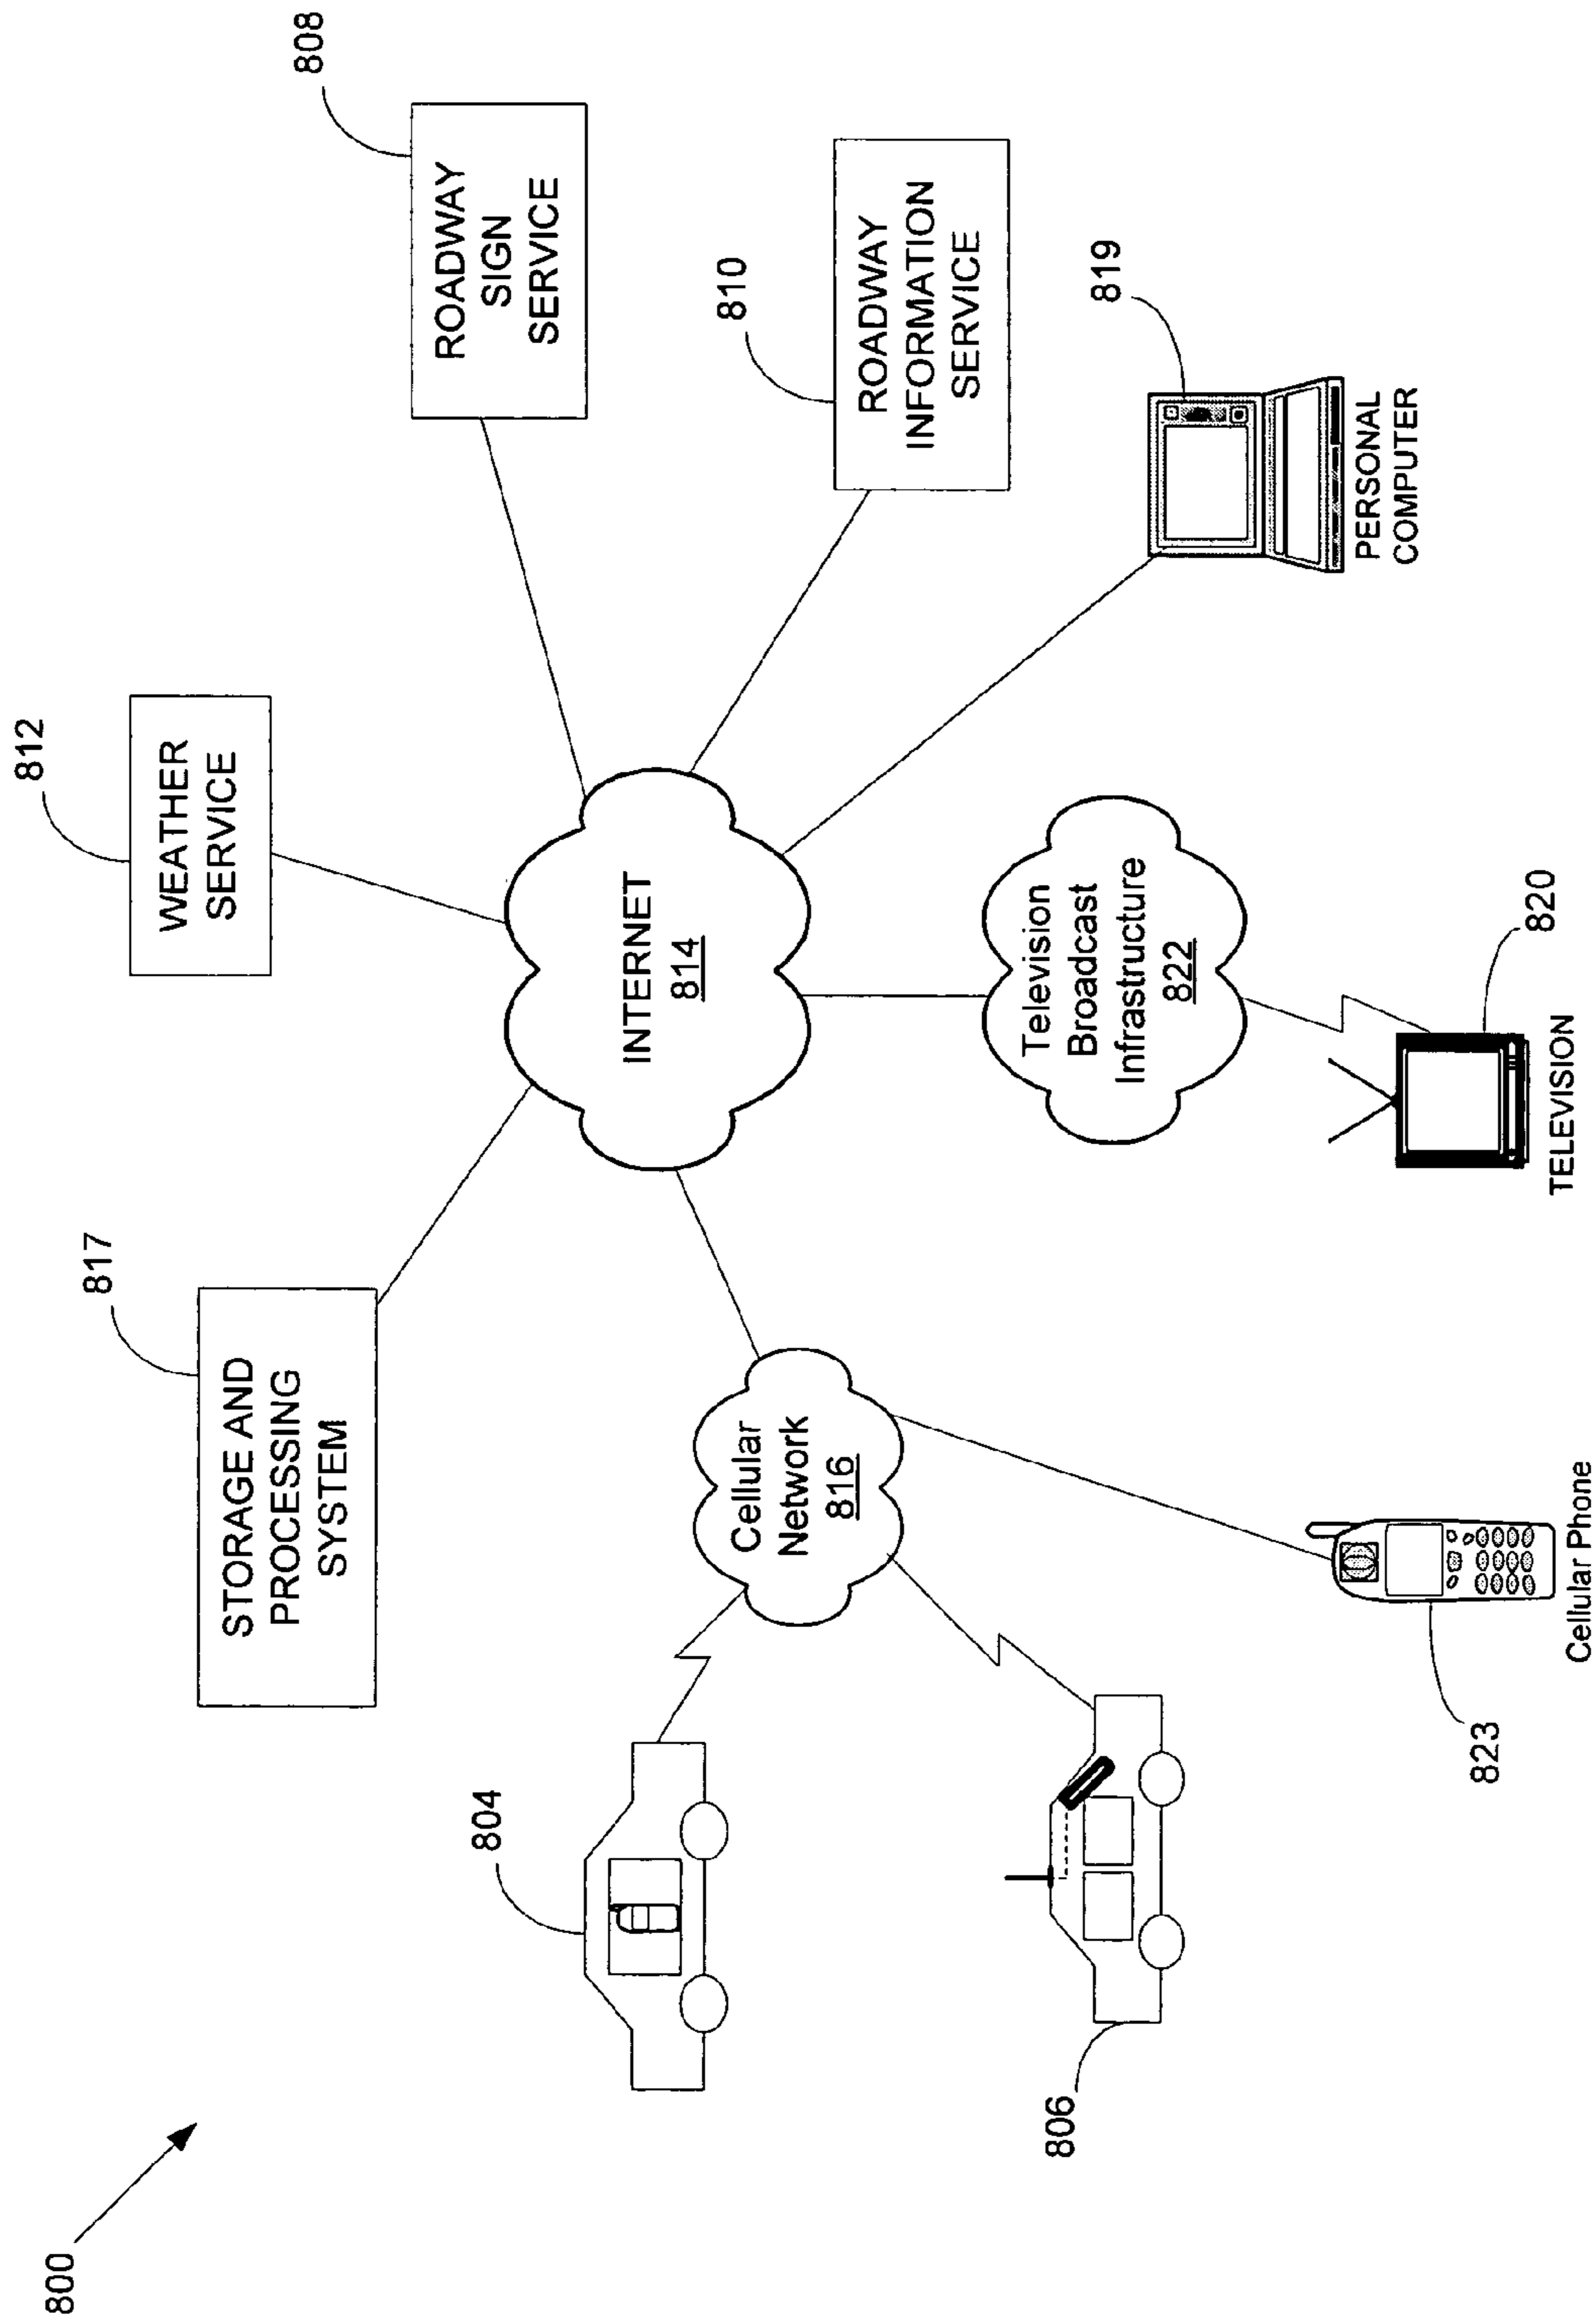 800
812
WEATHER
SERVICE
808
ROADWAY
SIGN
SERVICE
817
STORAGE AND
PROCESSING
SYSTEM
810
ROADWAY
INFORMATION
SERVICE
INTERNET
814
804
Cellular
Network
816
Television
Broadcast
Infrastructure
822
819
PERSONAL
COMPUTER
806
823
Cellular Phone
820
TELEVISION